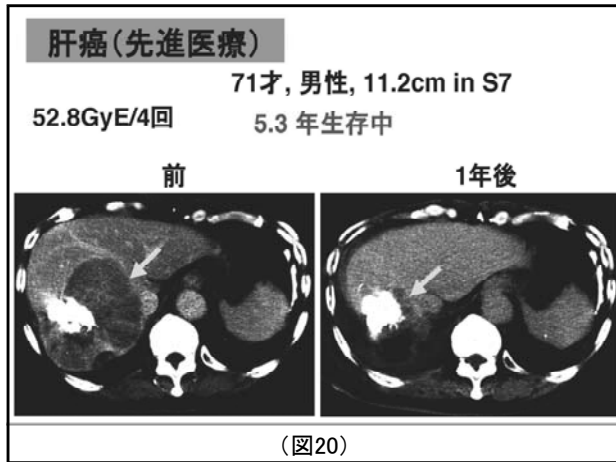 肝癌(先進医療)
71才, 男性, 11.2cm in S7
52.8GyE/4回
5.3 年生存中
前
1年後
(図20)